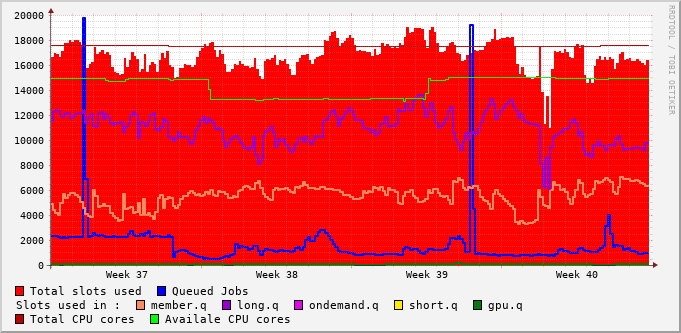 20000
18000
16000
14000
12000
10000
8000
6000
4000
2000
0
Week 37 Week 38 Week 39 Week 40
RRDTOOL / TOBI OETIKER
Total slots used Queued Jobs
Slots used in : member.q long.q ondemand.q short.q gpu.q
Total CPU cores Availale CPU cores